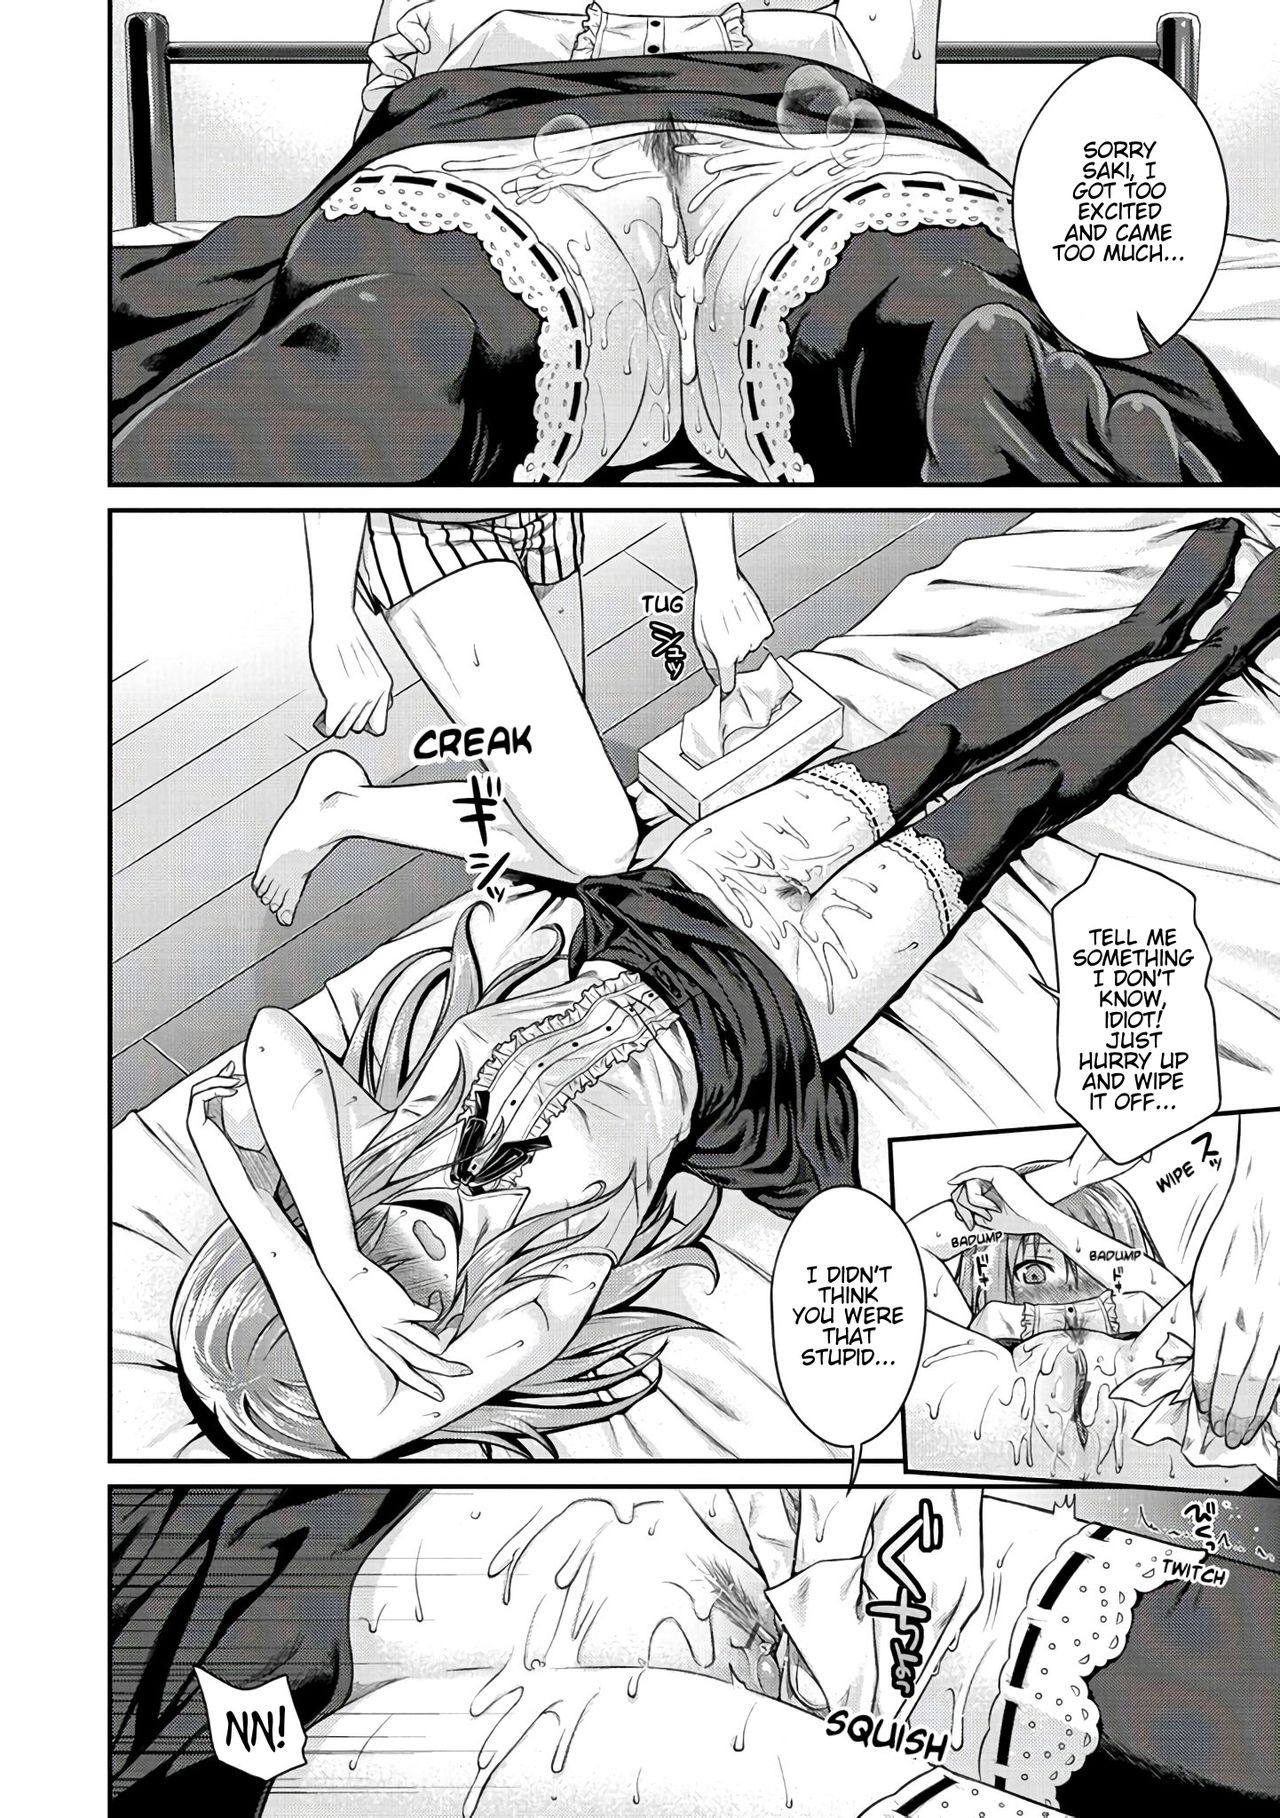 SORRY
SAKI, I
GOT TOO
EXCITED
AND CAME
TOO MUCH...
TUG
CREAK
ギシッ
TELL ME
SOMETHING
I DON'T
KNOW,
IDIOT!
JUST
HURRY UP
AND WIPE
IT OFF...
WIPE
BADUMP
BADUMP
I DIDN'T
THINK
YOU WERE
THAT
STUPID...
TWITCH
SQUISH
NN!